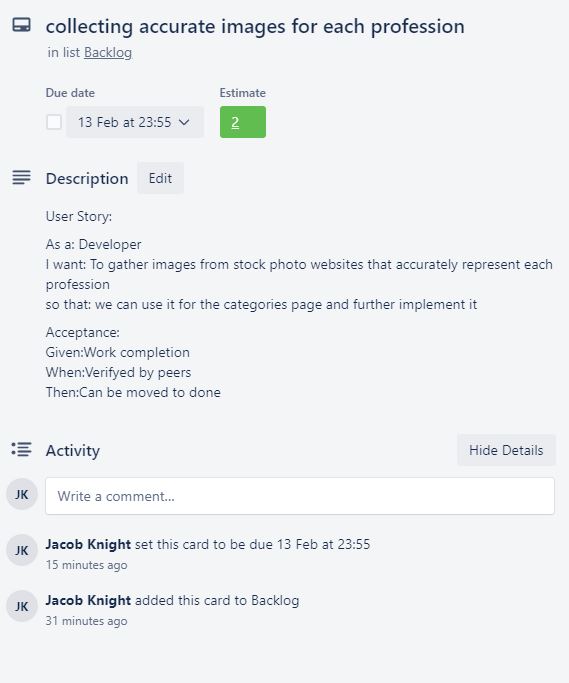 collecting accurate images for each profession
in list Backlog
Due date
Estimate
13 Feb at 23:55
2
Description
Edit
User Story:
As a: Developer
I want: To gather images from stock photo websites that accurately represent each
profession
so that: we can use it for the categories page and further implement it
Acceptance:
Given:Work completion
When:Verifyed by peers
Then:Can be moved to done
Activity
Hide Details
JK
Write a comment...
JK
Jacob Knight set this card to be due 13 Feb at 23:55
15 minutes ago
JK
Jacob Knight added this card to Backlog
31 minutes ago